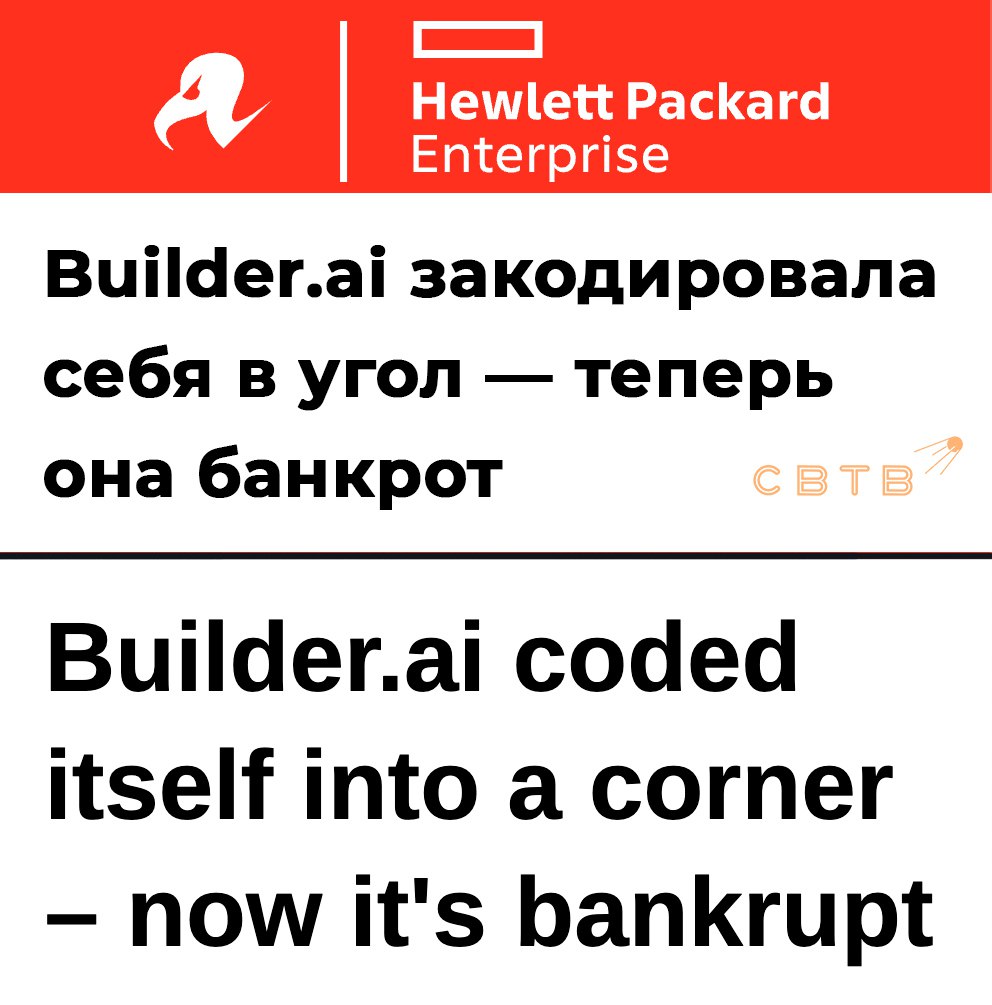 Hewlett Packard
Enterprise
Builder.ai закодировала
себя в угол — теперь
она банкрот
СВТВ
Builder.ai coded
itself into a corner
– now it's bankrupt